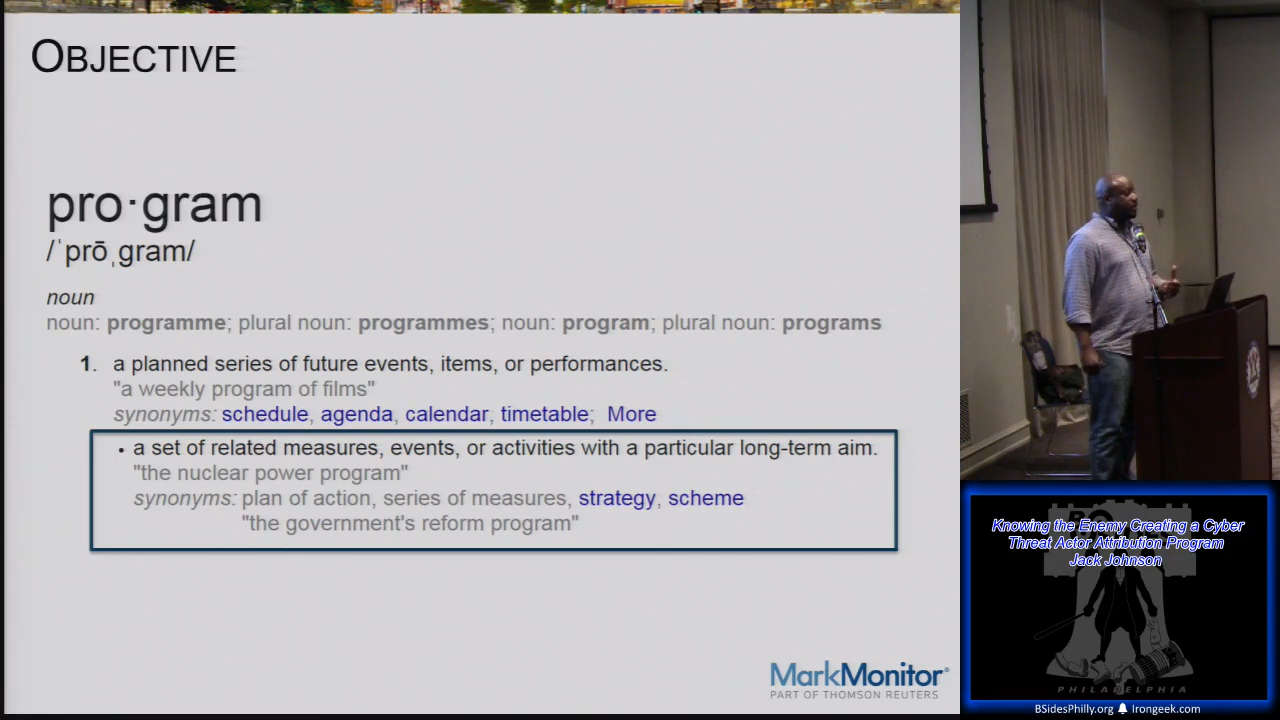 OBJECTIVE
pro·gram
/ˈprōˌgram/
noun
noun: programme; plural noun: programmes; noun: program; plural noun: programs
1. a planned series of future events, items, or performances.
"a weekly program of films"
synonyms: schedule, agenda, calendar, timetable; More
• a set of related measures, events, or activities with a particular long-term aim.
"the nuclear power program"
synonyms: plan of action, series of measures, strategy, scheme
"the government's reform program"
MarkMonitor
PART OF THOMSON REUTERS
Knowing the Enemy Creating a Cyber
Threat Actor Attribution Program
Jack Johnson
PHILADELPHIA
BSidesPhilly.org Irongeek.com